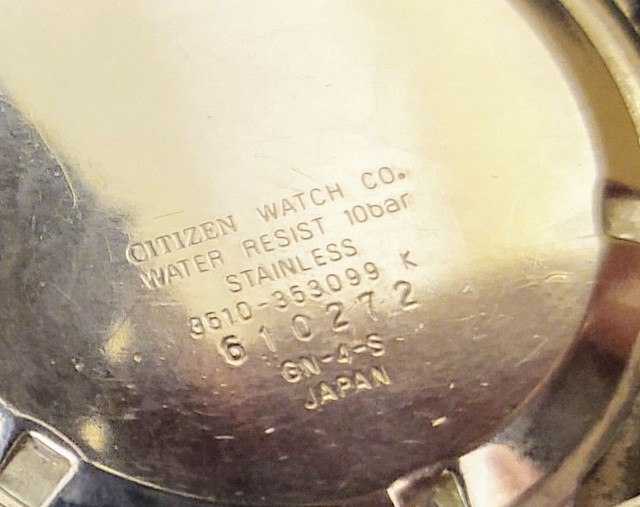 CITIZEN WATCH CO.
WATER RESIST 10bar
STAINLESS
3510-353099 K
610272
GN-4-S
JAPAN